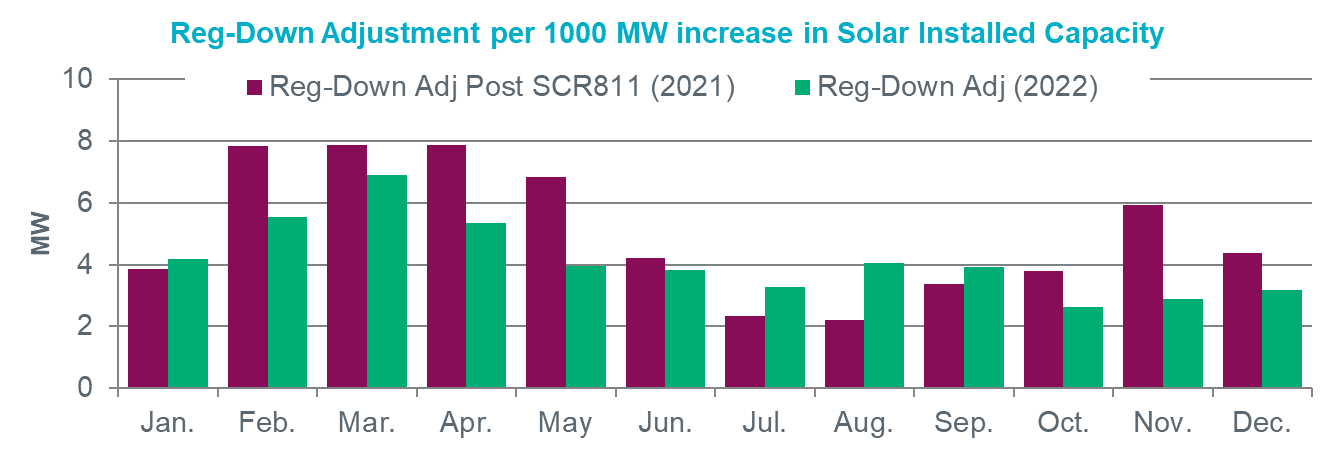 Reg-Down Adjustment per 1000 MW increase in Solar Installed Capacity
Reg-Down Adj Post SCR811 (2021) Reg-Down Adj (2022)
MW
10
8
6
4
2
0
Jan. Feb. Mar. Apr. May Jun. Jul. Aug. Sep. Oct. Nov. Dec.